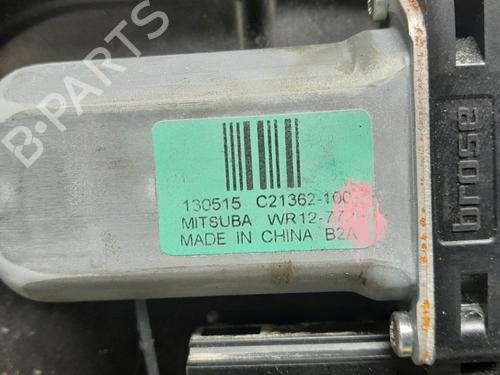 B-PARTS
130515 C21362-100
MITSUBA WR12-77
MADE IN CHINA B2A
brose